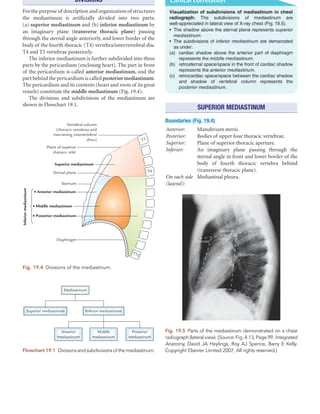 DIVISIONS
For the purpose of description and organization of structures
the mediastinum is artificially divided into two parts
(a) superior mediastinum and (b) inferior mediastinum by
an imaginary plane (transverse thoracic plane) passing
through the sternal angle anteriorly, and lower border of the
body of the fourth thoracic (T4) vertebra/intervertebral disc
T4 and T5 vertebrae posteriorly.
The inferior mediastinum is further subdivided into three
parts by the pericardium (enclosing heart). The part in front
of the pericardium is called anterior mediastinum, and the
part behind the pericardium is called posterior mediastinum.
The pericardium and its contents (heart and roots of its great
vessels) constitute the middle mediastinum (Fig. 19.4).
The divisions and subdivisions of the mediastinum are
shown in Flowchart 19.1.
Vertebral column
(thoracic vertebrae and
intervening intervertebral
discs)
Plane of superior
thoracic inlet
Superior mediastinum
Sternal plane
Sternum
• Anterior mediastinum
• Middle mediastinum
• Posterior mediastinum
Inferior mediastinum
Diaphragm
T1
T4
T12
Fig. 19.4 Divisions of the mediastinum.
Mediastinum
Superior mediastinum
Inferior mediastinum
Anterior
mediastinum
Middle
mediastinum
Posterior
mediastinum
Flowchart 19.1 Divisions and subdivisions of the mediastinum.
Clinical correlation
Visualization of subdivisions of mediastinum in chest
radiograph: The subdivisions of mediastinum are
well-appreciated in lateral view of X-ray chest (Fig. 19.5).
• The shadow above the sternal plane represents superior
mediastinum.
• The subdivisions of inferior mediastinum are demarcated
as under:
(a) cardiac shadow above the anterior part of diaphragm
represents the middle mediastinum.
(b) retrosternal space/space in the front of cardiac shadow
represents the anterior mediastinum.
(c) retrocardiac space/space between the cardiac shadow
and shadow of vertebral column represents the
posterior mediastinum.
SUPERIOR MEDIASTINUM
Boundaries (Fig. 19.4)
Anterior: Manubrium sterni.
Posterior: Bodies of upper four thoracic vertebrae.
Superior: Plane of superior thoracic aperture.
Inferior: An imaginary plane passing through the
sternal angle in front and lower border of the
body of fourth thoracic vertebra behind
(transverse thoracic plane).
On each side Mediastinal pleura.
(lateral):
Fig. 19.5 Parts of the mediastinum demonstrated on a chest
radiograph (lateral view). (Source: Fig. 4.13, Page 99, Integrated
Anatomy, David JA Heylings, Roy AJ Spence, Barry E Kelly.
Copyright Elsevier Limited 2007, All rights reserved.)